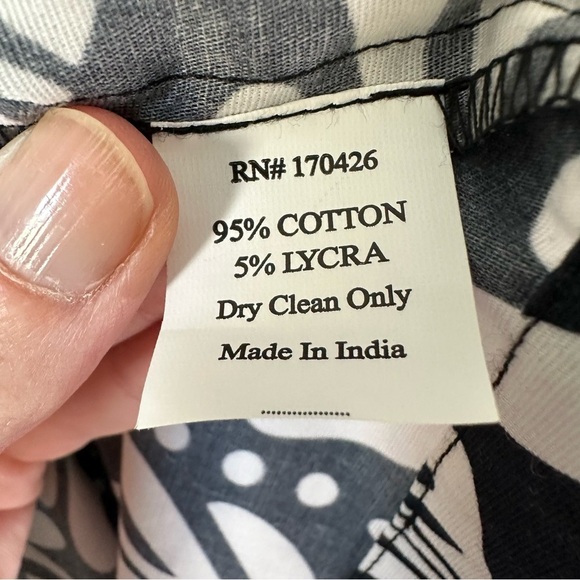 RN# 170426
95% COTTON
5% LYCRA
Dry Clean Only
Made In India